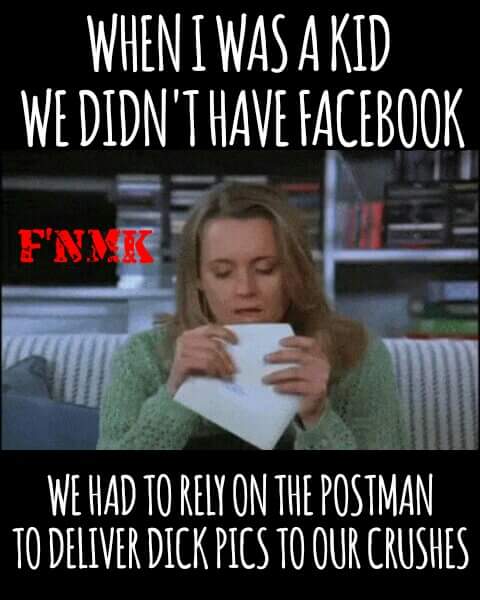 WHEN I WAS A KID
WE DIDN'T HAVE FACEBOOK
F'NMK
WE HAD TO RELY ON THE POSTMAN
TO DELIVER DICK PICS TO OUR CRUSHES